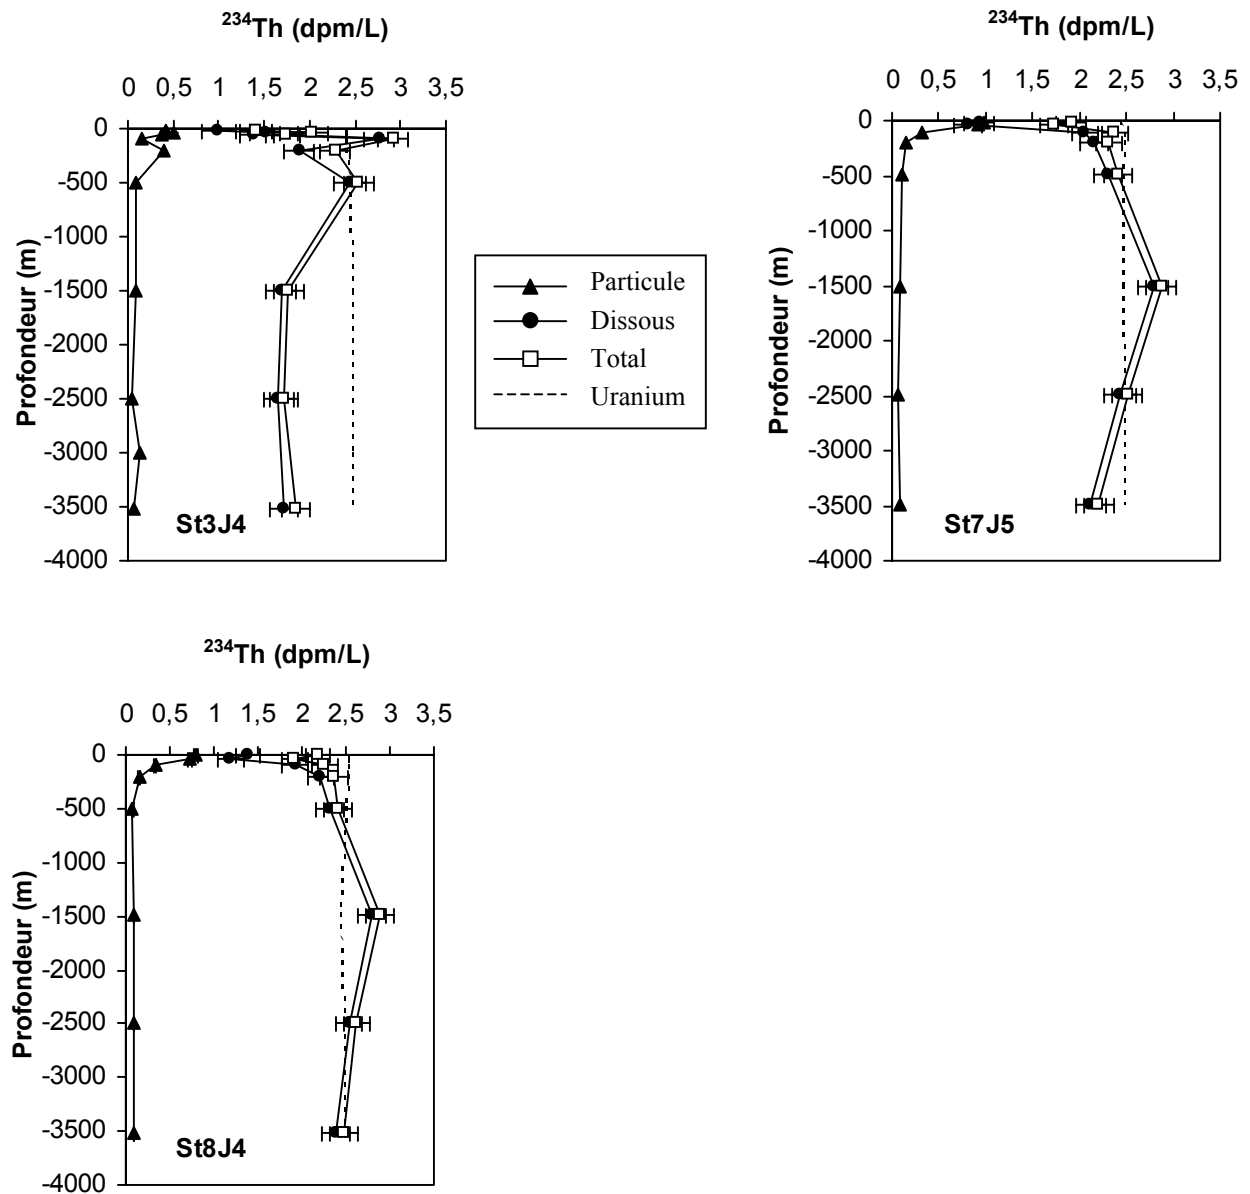 ²³⁴Th (dpm/L)
0 0,5 1 1,5 2 2,5 3 3,5
0
-500
-1000
-1500
-2000
-2500
-3000
-3500
-4000
Profondeur (m)
St3J4
Particule
Dissous
Total
Uranium
²³⁴Th (dpm/L)
0 0,5 1 1,5 2 2,5 3 3,5
0
-500
-1000
-1500
-2000
-2500
-3000
-3500
-4000
Profondeur (m)
St7J5
²³⁴Th (dpm/L)
0 0,5 1 1,5 2 2,5 3 3,5
0
-500
-1000
-1500
-2000
-2500
-3000
-3500
-4000
Profondeur (m)
St8J4